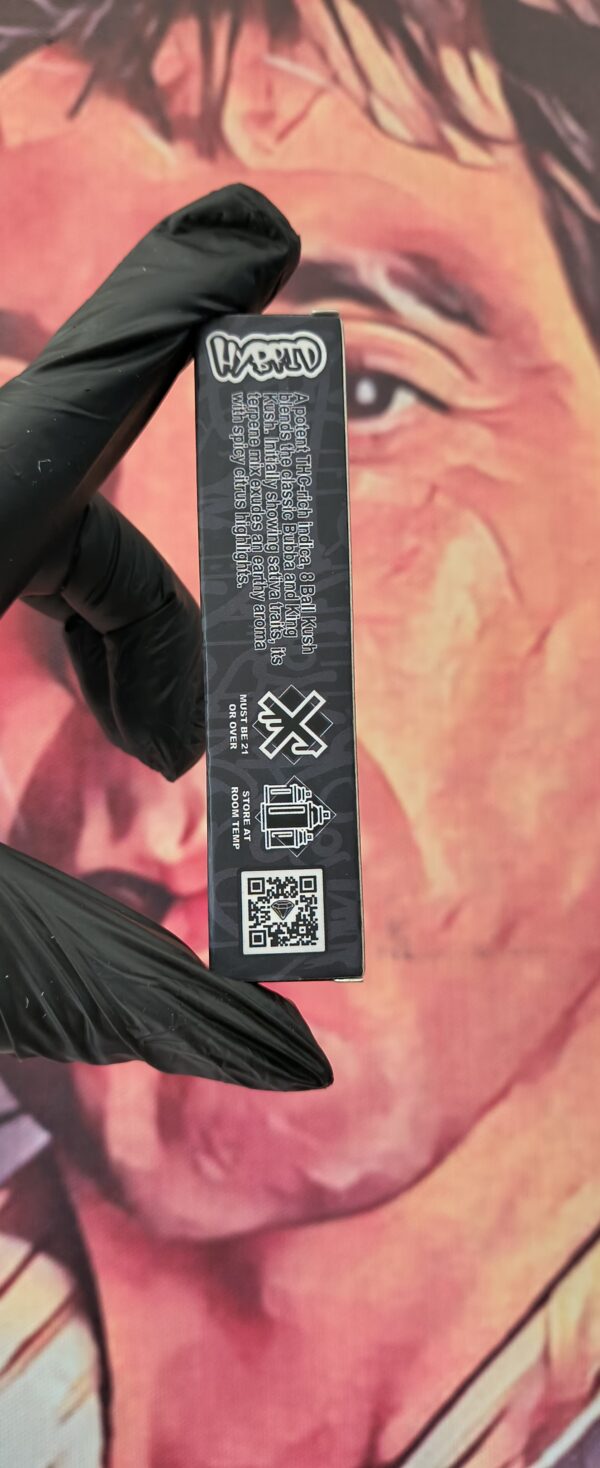 HYBRID
A potent THC-rich indica, 8 Ball Kush
blends the classic Bubba and King
Kush. Initially showing sativa traits, its
terpene mix exudes an earthy aroma
with spicy citrus highlights.
MUST BE 21
OR OVER
STORE AT
ROOM TEMP